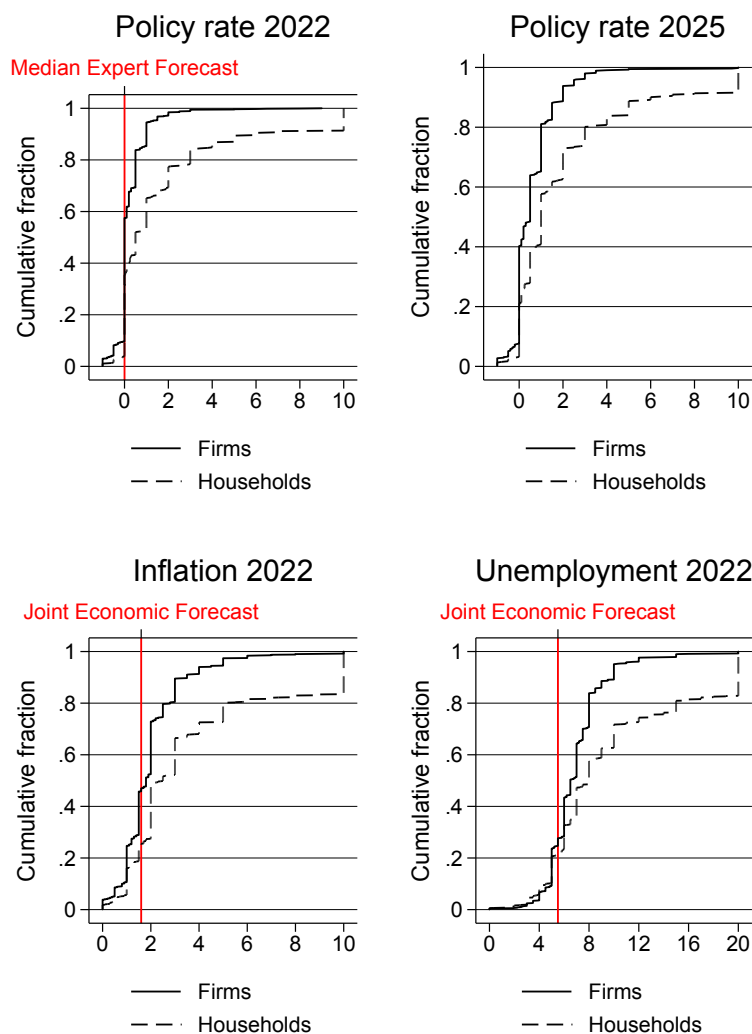 Policy rate 2022
Median Expert Forecast
Cumulative fraction
1
.8
.6
.4
.2
0
0 2 4 6 8 10
Firms
Households
Policy rate 2025
Cumulative fraction
1
.8
.6
.4
.2
0
0 2 4 6 8 10
Firms
Households
Inflation 2022
Joint Economic Forecast
Cumulative fraction
1
.8
.6
.4
.2
0
0 2 4 6 8 10
Firms
Households
Unemployment 2022
Joint Economic Forecast
Cumulative fraction
1
.8
.6
.4
.2
0
0 4 8 12 16 20
Firms
Households